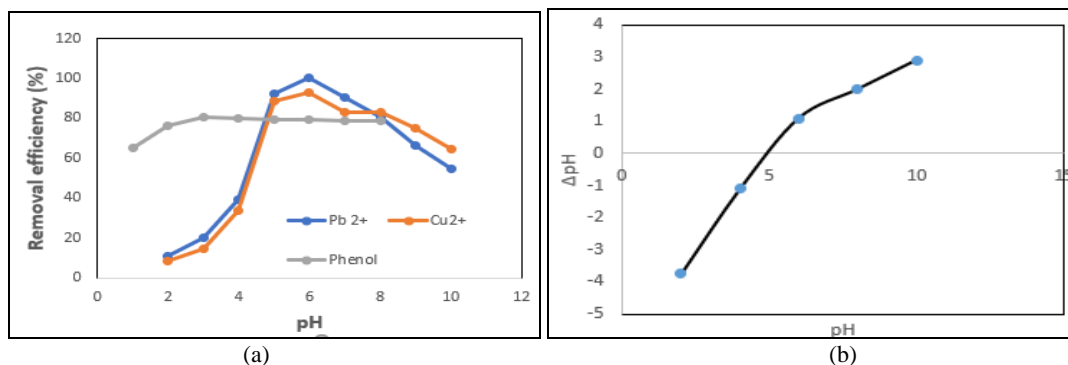 120
100
80
60
40
20
0
Removal efficiency (%)
Pb 2+
Cu2+
Phenol
0 2 4 6 8 10 12
pH
(a)
4
3
2
1
0
-1
-2
-3
-4
-5
ΔpH
0 5 10 15
pH
(b)